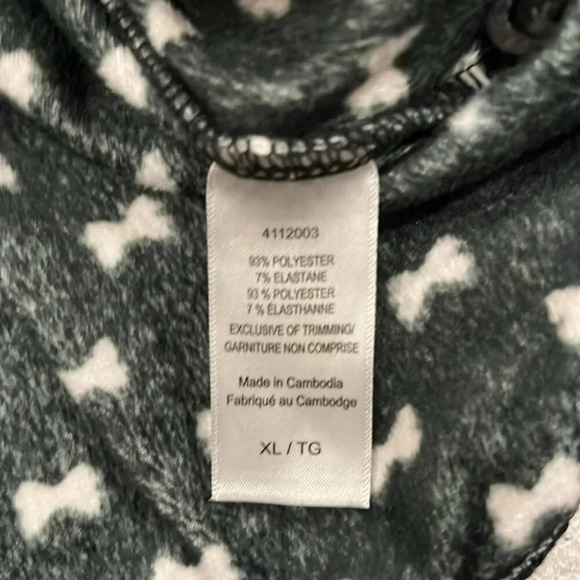 4112003
93% POLYESTER
7% ELASTANE
93 % POLYESTER
7 % ÉLASTHANNE
EXCLUSIVE OF TRIMMING/
GARNITURE NON COMPRISE
Made in Cambodia
Fabriqué au Cambodge
XL / TG